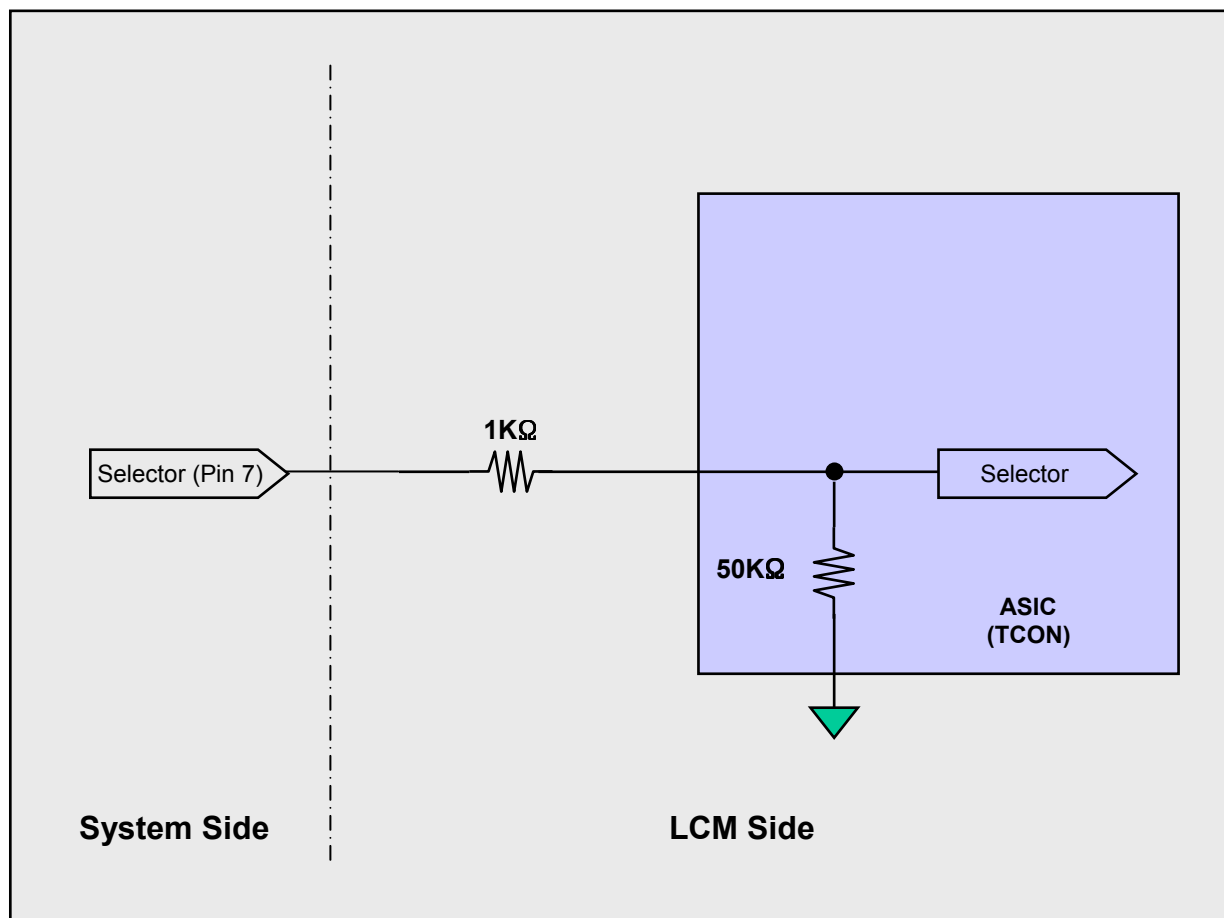 1KΩ
Selector (Pin 7)
Selector
50KΩ
ASIC
(TCON)
System Side
LCM Side